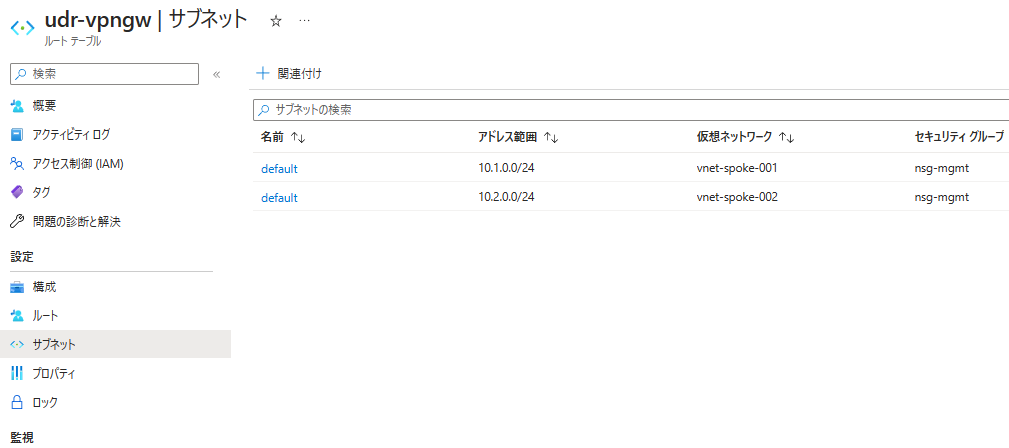 udr-vpngw | サブネット
ルート テーブル
検索
概要
アクティビティ ログ
アクセス制御 (IAM)
タグ
問題の診断と解決
設定
構成
ルート
サブネット
プロパティ
ロック
監視
関連付け
サブネットの検索
名前 アドレス範囲 仮想ネットワーク セキュリティ グループ
default 10.1.0.0/24 vnet-spoke-001 nsg-mgmt
default 10.2.0.0/24 vnet-spoke-002 nsg-mgmt